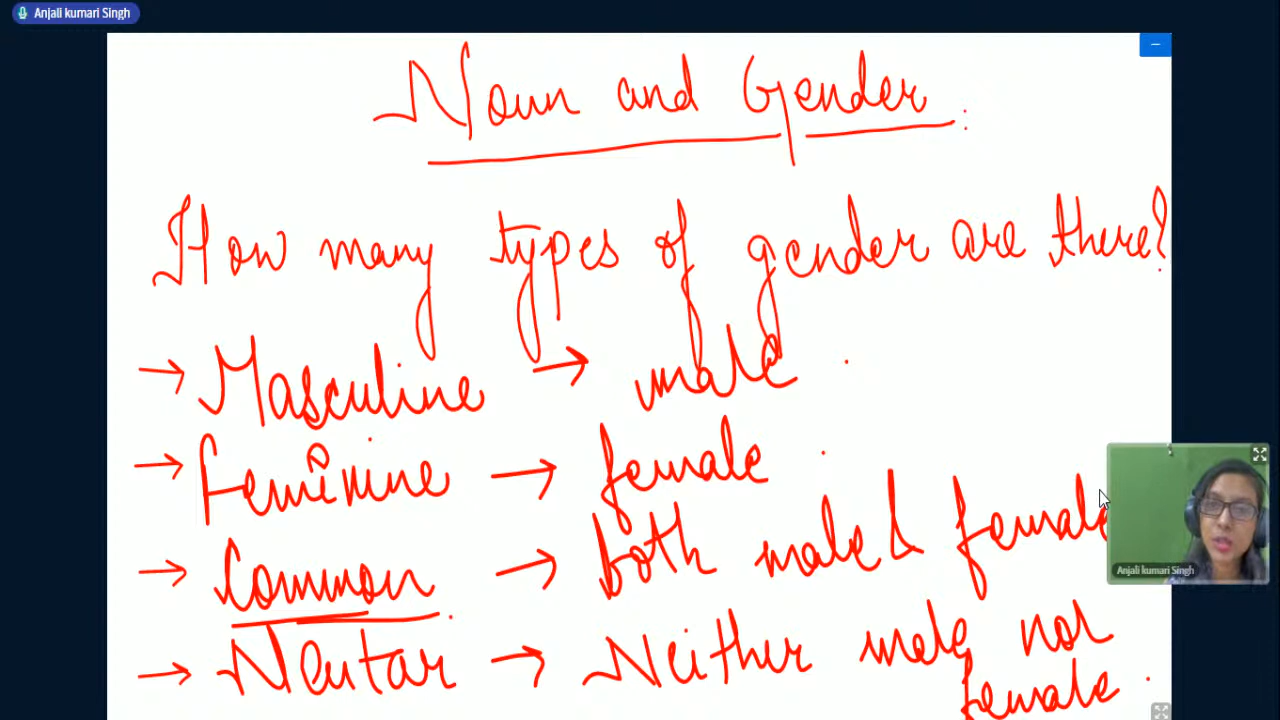 Anjali kumari Singh
Noun and Gender :
How many types of gender are there?
→ Masculine → male .
→ Feminine → female .
→ Common → both male & female
Anjali kumari Singh
→ Neutar → Neither male nor
female .